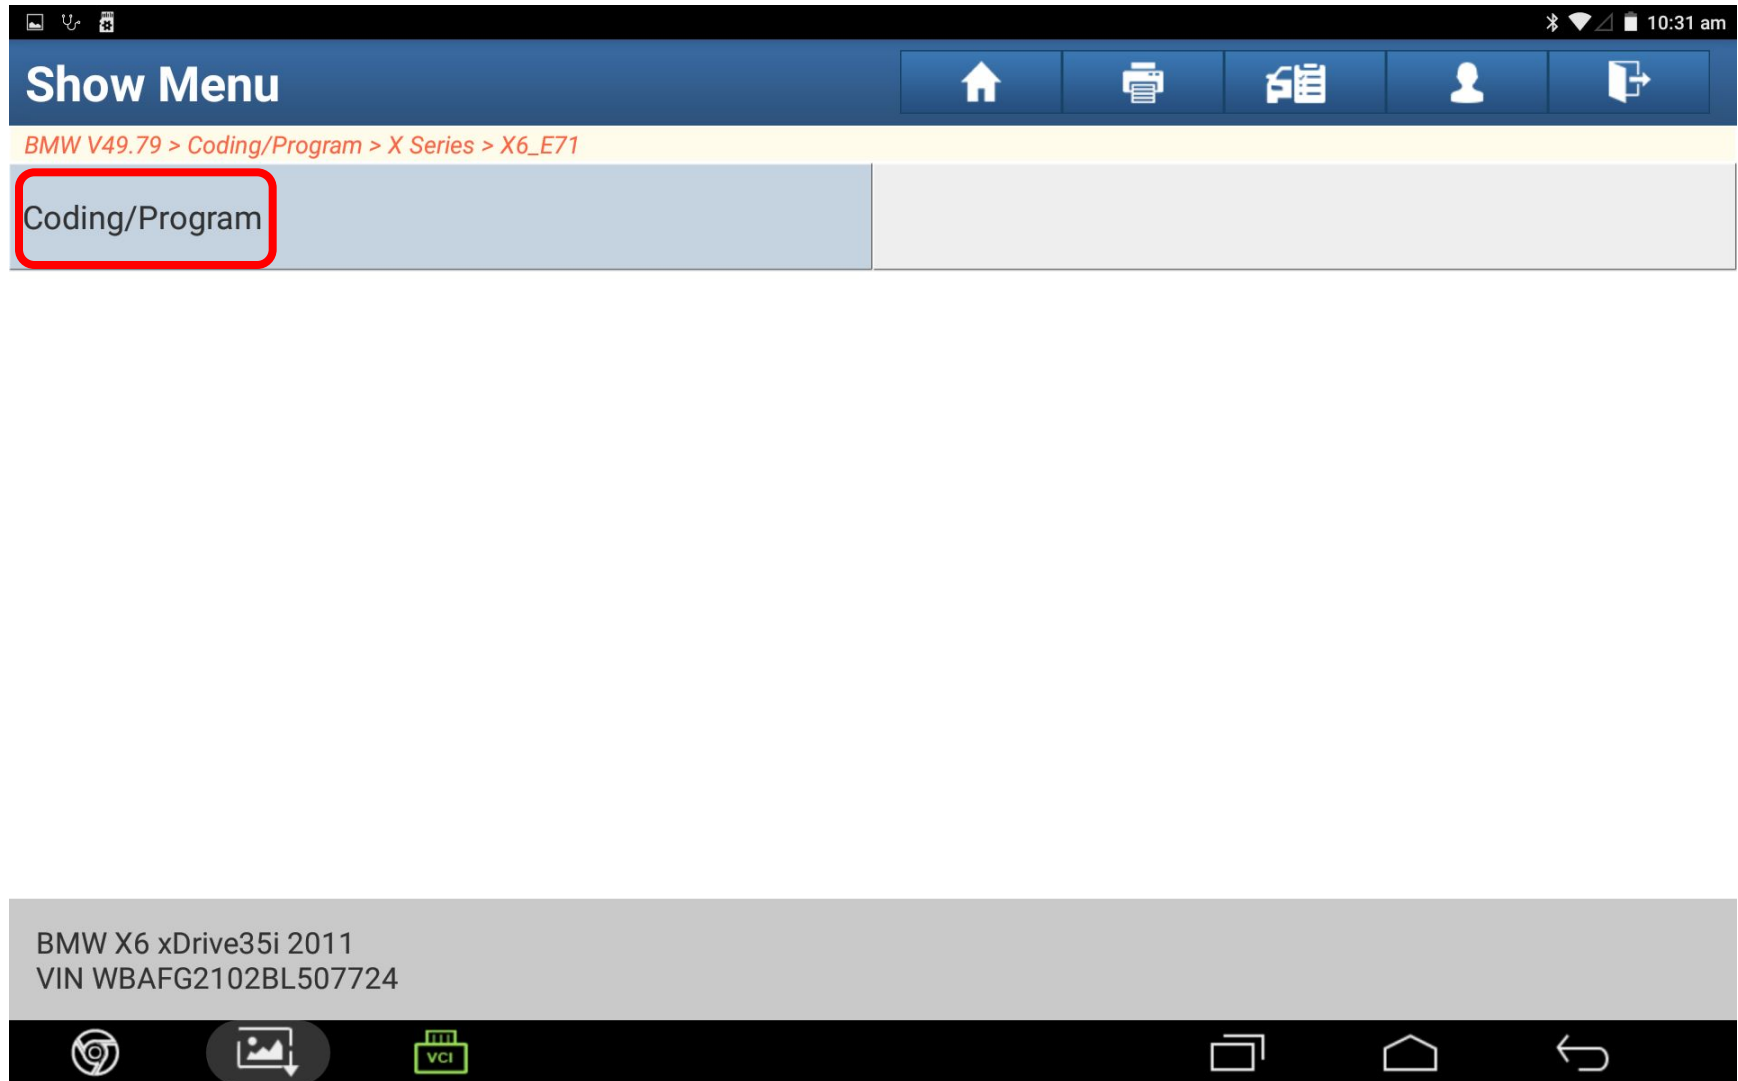 10:31 am
Show Menu
BMW V49.79 > Coding/Program > X Series > X6_E71
Coding/Program
BMW X6 xDrive35i 2011
VIN WBAFG2102BL507724
VCI